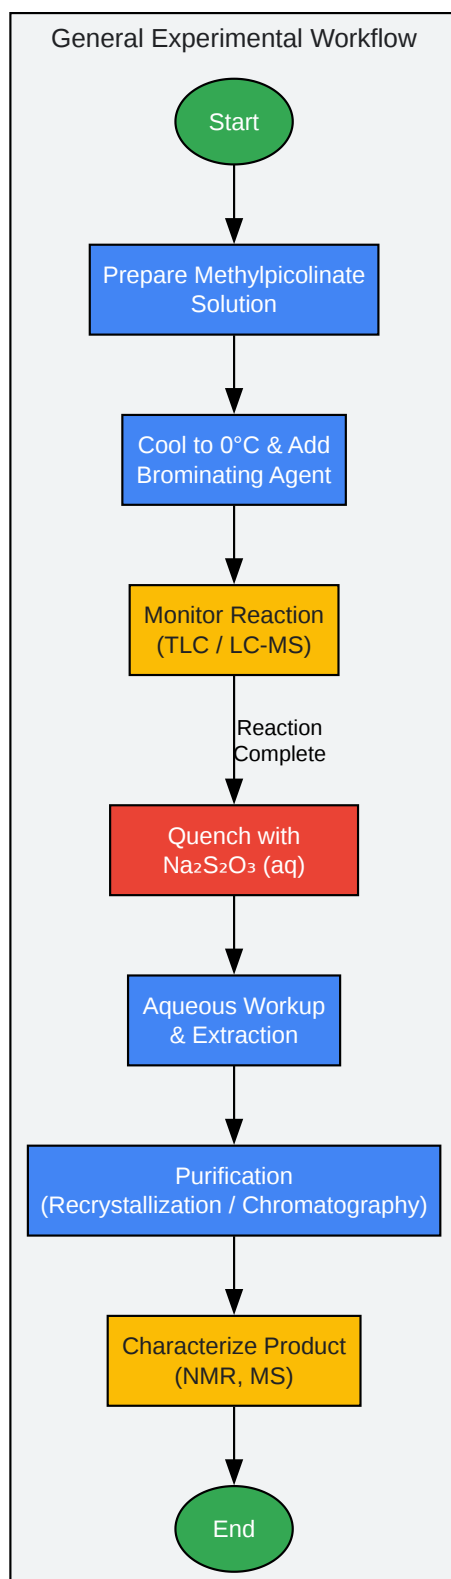 General Experimental Workflow
Start
Prepare Methylpicolinate
Solution
Cool to 0°C & Add
Brominating Agent
Monitor Reaction
(TLC / LC-MS)
Reaction
Complete
Quench with
Na₂S₂O₃ (aq)
Aqueous Workup
& Extraction
Purification
(Recrystallization / Chromatography)
Characterize Product
(NMR, MS)
End